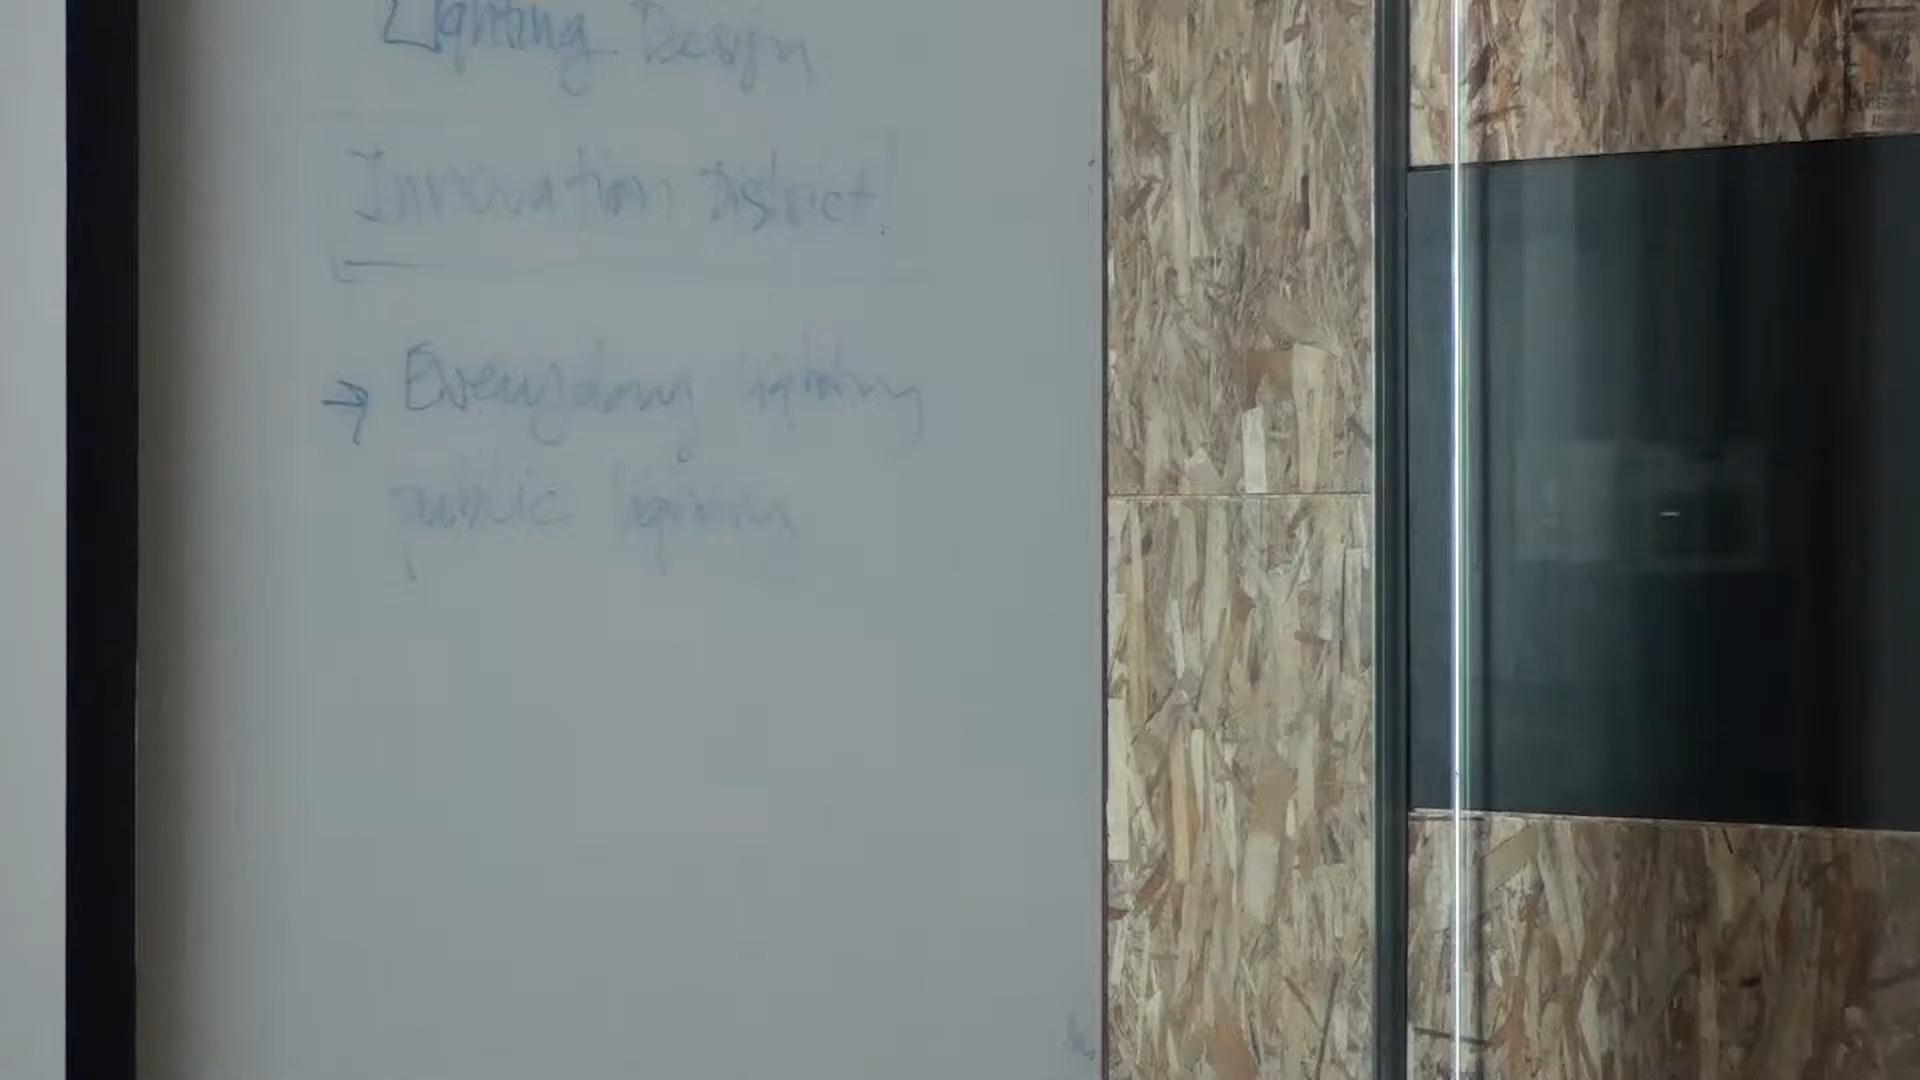 Lighting Design
Innovation District
→ Everyday lighting
public lighting